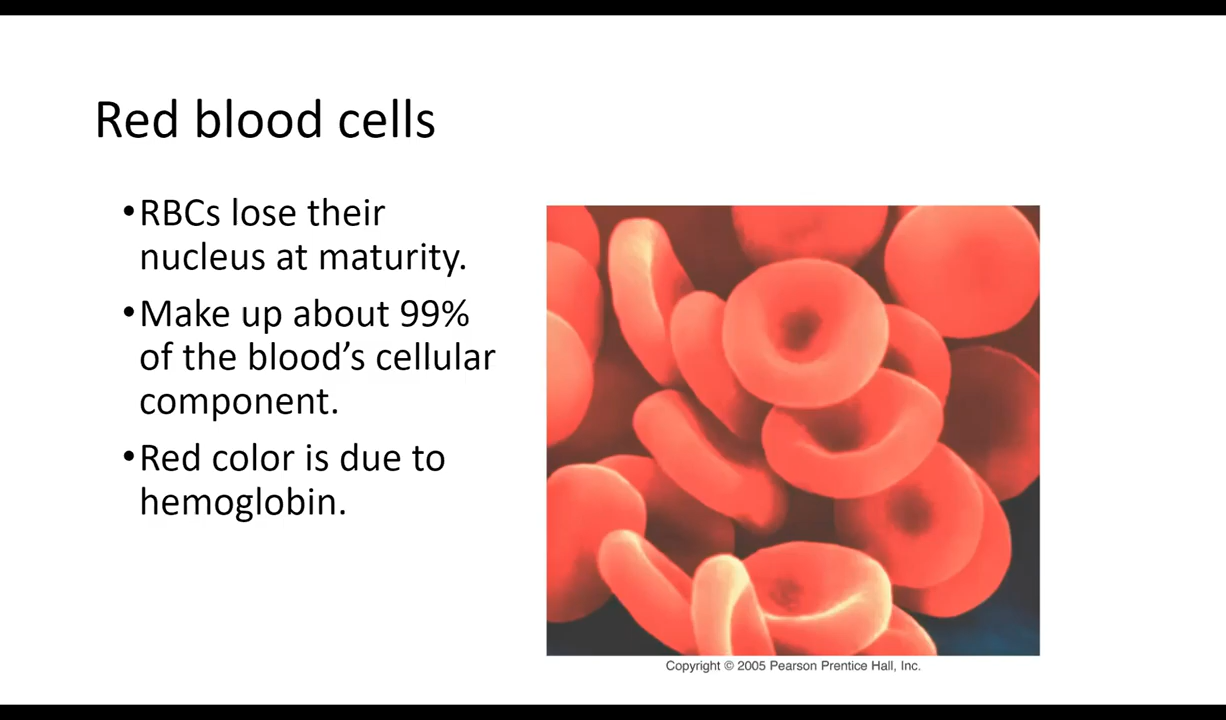 Red blood cells
•RBCs lose their
nucleus at maturity.
•Make up about 99%
of the blood’s cellular
component.
•Red color is due to
hemoglobin.
Copyright © 2005 Pearson Prentice Hall, Inc.